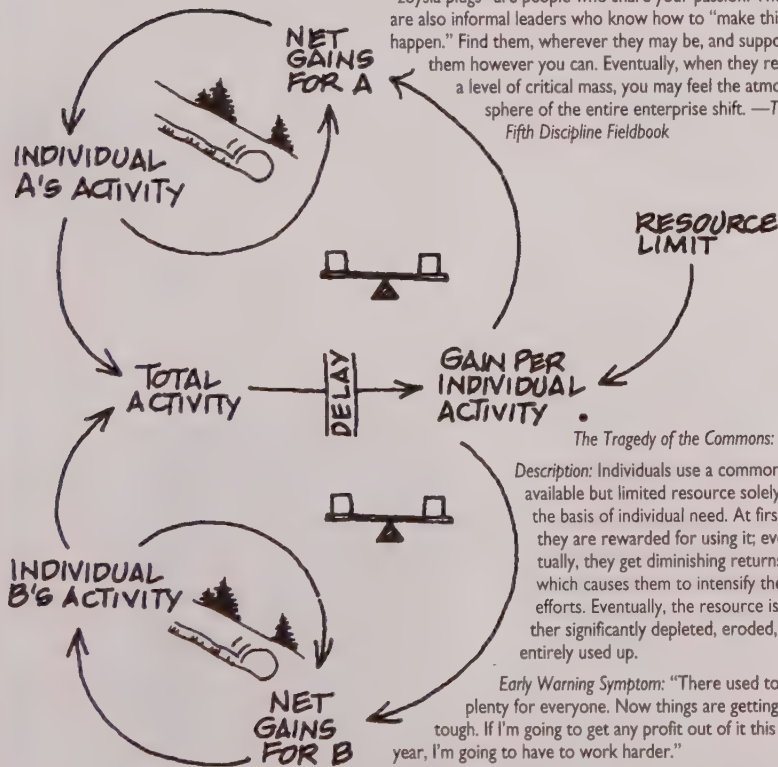 are also informal leaders who know how to "make thi
happen." Find them, wherever they may be, and suppo
them however you can. Eventually, when they re
a level of critical mass, you may feel the atmo
sphere of the entire enterprise shift. —T
Fifth Discipline Fieldbook
NET
GAINS
FOR A
INDIVIDUAL
A'S ACTIVITY
RESOURCE
LIMIT
TOTAL
ACTIVITY
DELAY
GAIN PER
INDIVIDUAL
ACTIVITY
The Tragedy of the Commons:
Description: Individuals use a common
available but limited resource solely
the basis of individual need. At firs
they are rewarded for using it; eve
tually, they get diminishing returns
which causes them to intensify the
efforts. Eventually, the resource is
ther significantly depleted, eroded,
entirely used up.
INDIVIDUAL
B'S ACTIVITY
NET
GAINS
FOR B
Early Warning Symptom: "There used to
plenty for everyone. Now things are getting
tough. If I'm going to get any profit out of it this
year, I'm going to have to work harder."